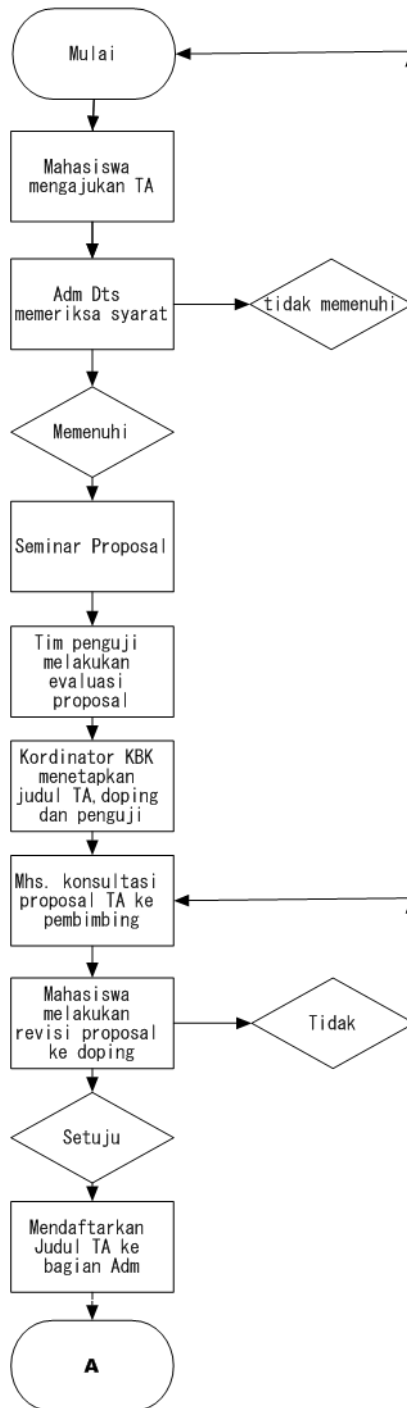 Mulai
Mahasiswa
mengajukan TA
Adm Dts
memeriksa syarat
tidak memenuhi
Memenuhi
Seminar Proposal
Tim penguji
melakukan
evaluasi
proposal
Kordinator KBK
menetapkan
judul TA,doping
dan penguji
Mhs. konsultasi
proposal TA ke
pembimbing
Mahasiswa
melakukan
revisi proposal
ke doping
Tidak
Setuju
Mendaftarkan
Judul TA ke
bagian Adm
A